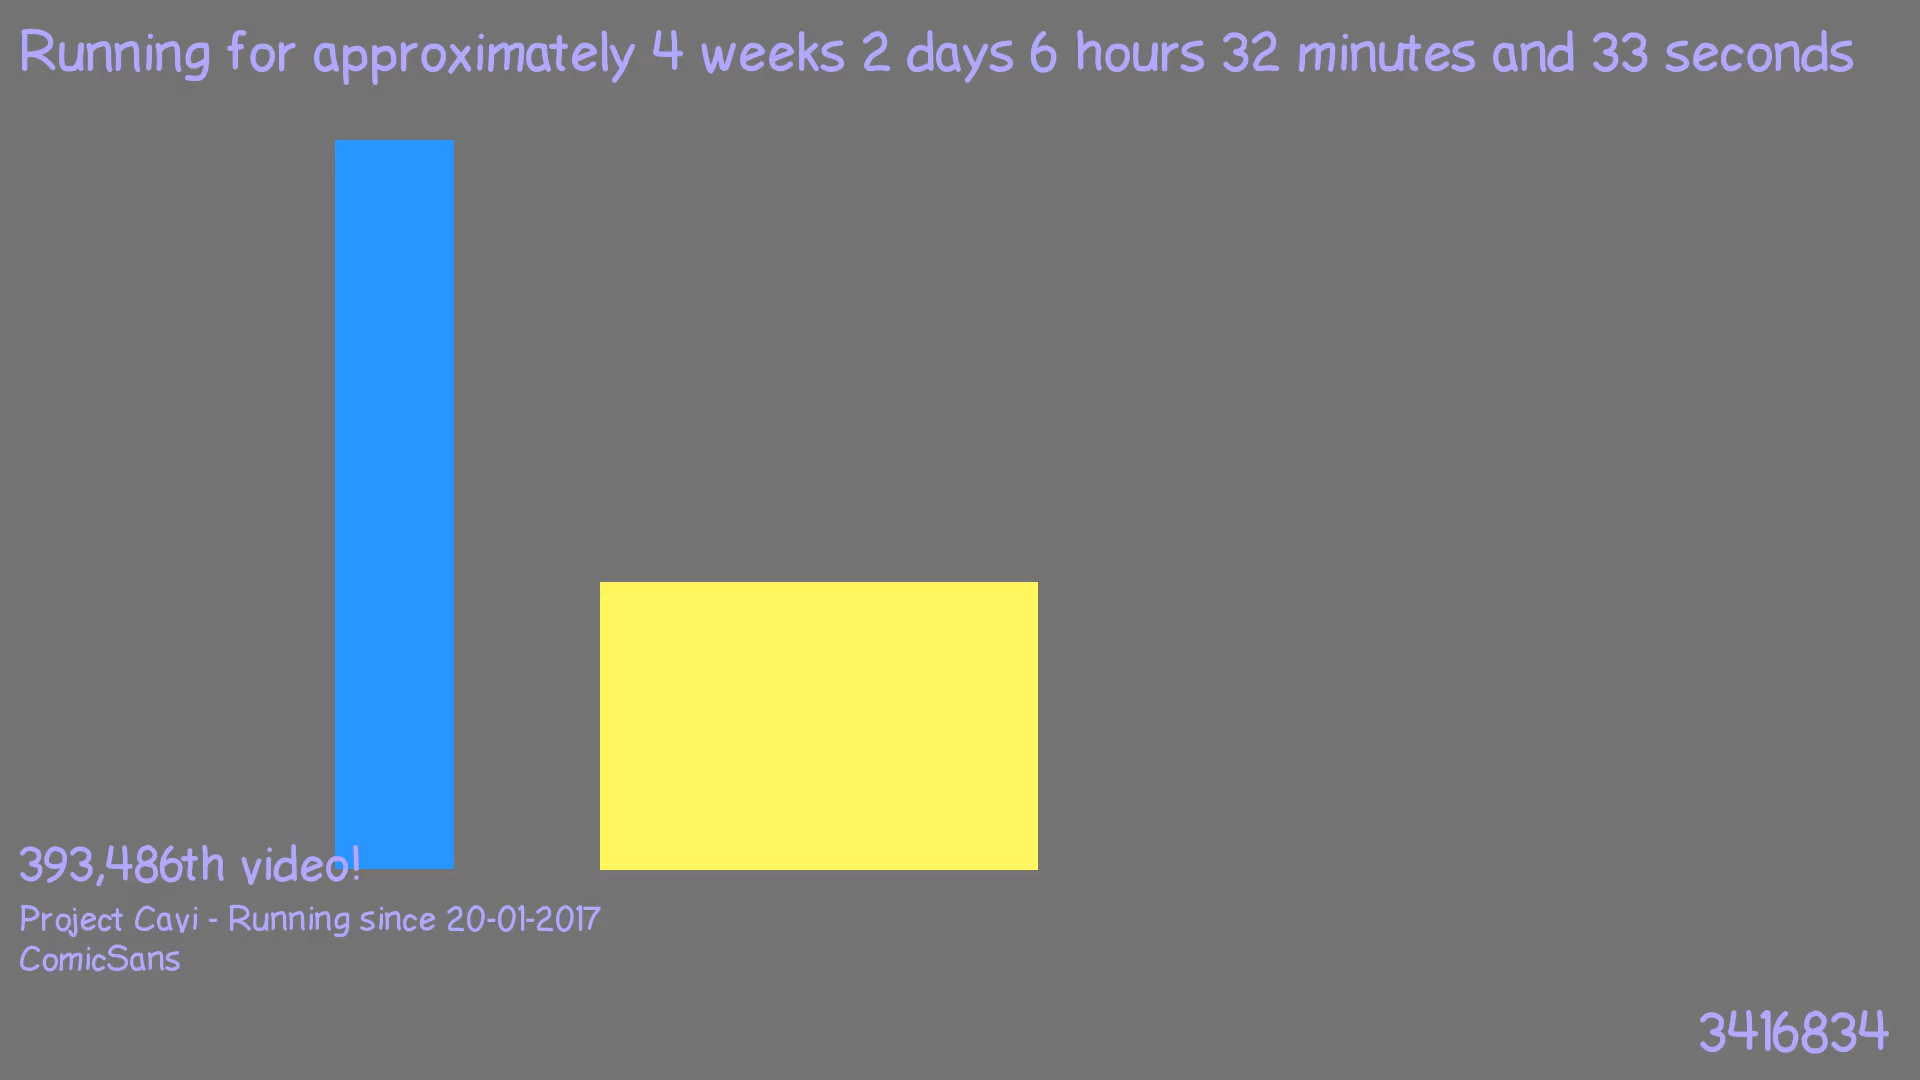 Running for approximately 4 weeks 2 days 6 hours 32 minutes and 33 seconds
393,486th video!
Project Cavi - Running since 20-01-2017
ComicSans
3416834